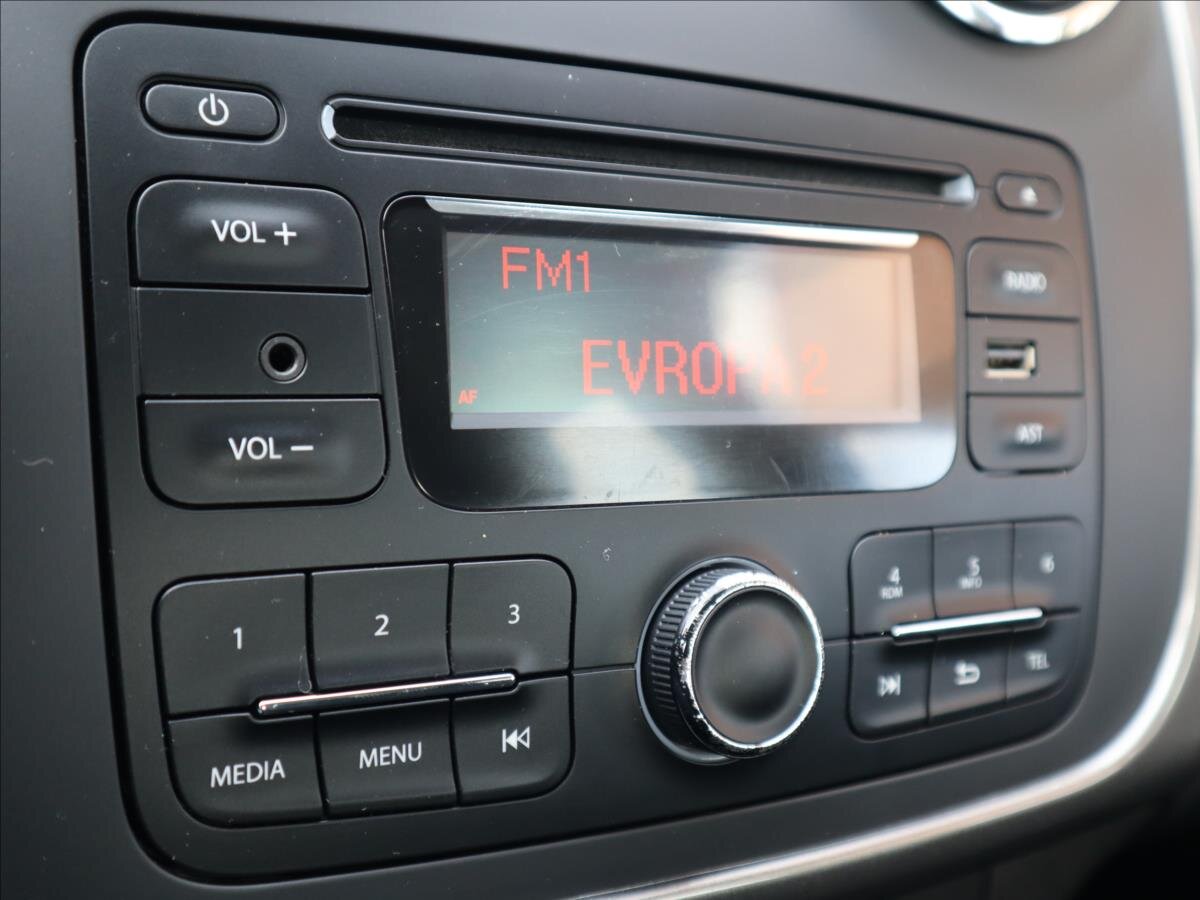 VOL +
FM1
RADIO
EVROPA 2
AF
VOL –
AST
1
2
3
4
RDM
5
INFO
6
MEDIA
MENU
TEL